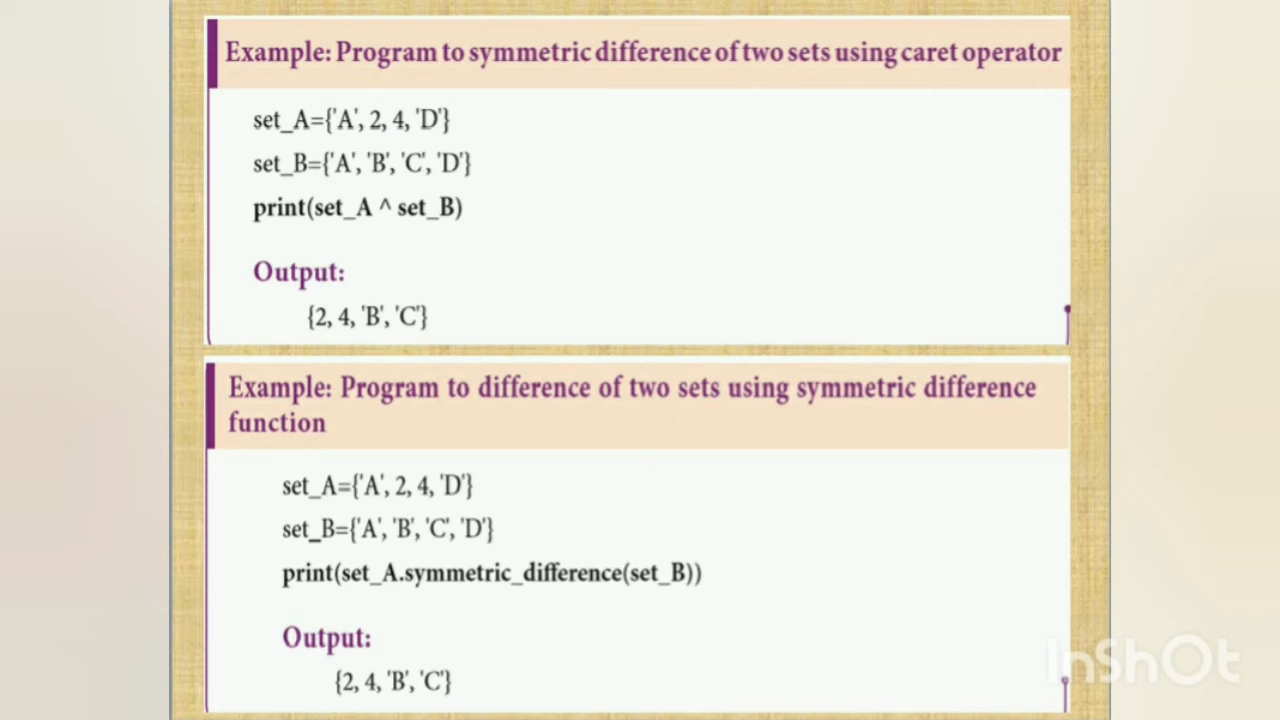 Example: Program to symmetric difference of two sets using caret operator
set_A={'A', 2, 4, 'D'}
set_B={'A', 'B', 'C', 'D'}
print(set_A ^ set_B)
Output:
{2, 4, 'B', 'C'}
Example: Program to difference of two sets using symmetric difference
function
set_A={'A', 2, 4, 'D'}
set_B={'A', 'B', 'C', 'D'}
print(set_A.symmetric_difference(set_B))
Output:
{2, 4, 'B', 'C'}
InShOt